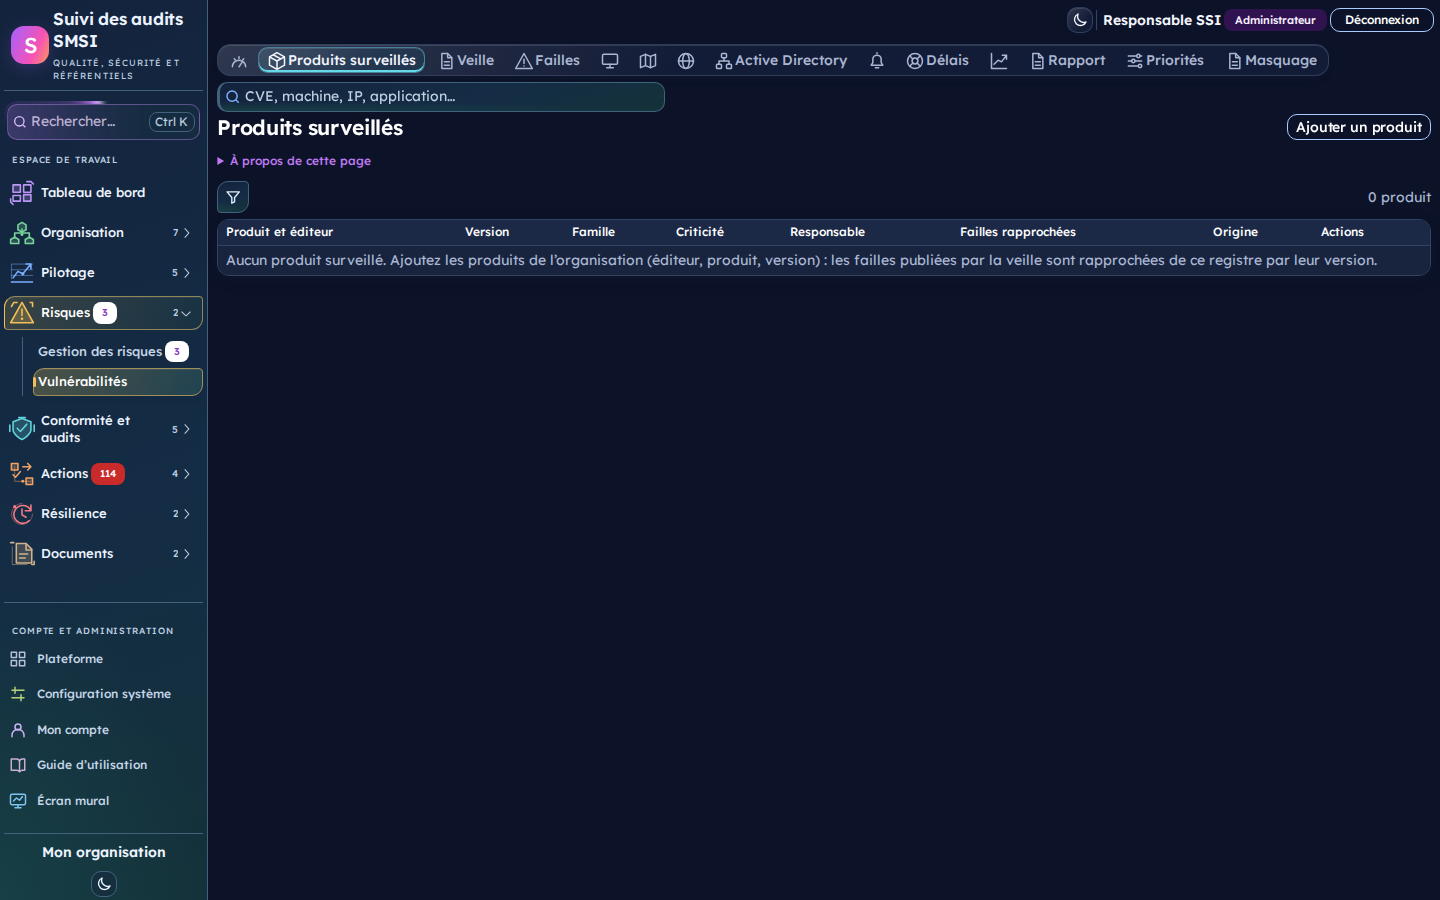 S
Suivi des audits
SMSI
QUALITÉ, SÉCURITÉ ET
RÉFÉRENTIELS
Rechercher…
Ctrl K
ESPACE DE TRAVAIL
Tableau de bord
Organisation 7
Pilotage 5
Risques 3 2
Gestion des risques 3
Vulnérabilités
Conformité et
audits 5
Actions 114 4
Résilience 2
Documents 2
COMPTE ET ADMINISTRATION
Plateforme
Configuration système
Mon compte
Guide d’utilisation
Écran mural
Mon organisation
Responsable SSI Administrateur Déconnexion
Produits surveillés Veille Failles Active Directory Délais Rapport Priorités Masquage
CVE, machine, IP, application…
Produits surveillés
Ajouter un produit
À propos de cette page
0 produit
Produit et éditeur Version Famille Criticité Responsable Failles rapprochées Origine Actions
Aucun produit surveillé. Ajoutez les produits de l’organisation (éditeur, produit, version) : les failles publiées par la veille sont rapprochées de ce registre par leur version.